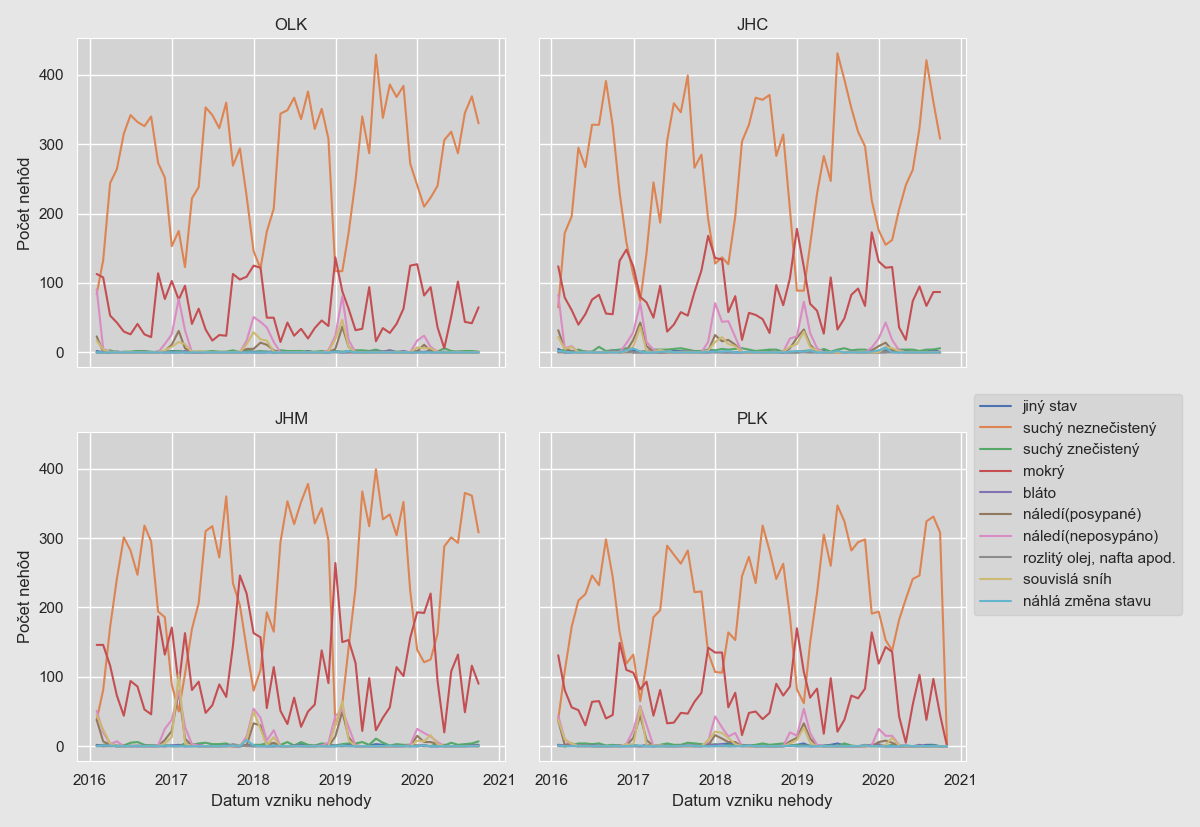 OLK
JHC
400
300
200
100
0
Počet nehôd
JHM
PLK
400
300
200
100
0
Počet nehôd
2016 2017 2018 2019 2020 2021
2016 2017 2018 2019 2020 2021
Datum vzniku nehody
Datum vzniku nehody
jiný stav
suchý neznečistený
suchý znečistený
mokrý
bláto
náledí(posypané)
náledí(neposypáno)
rozlitý olej, nafta apod.
souvislá sníh
náhlá změna stavu